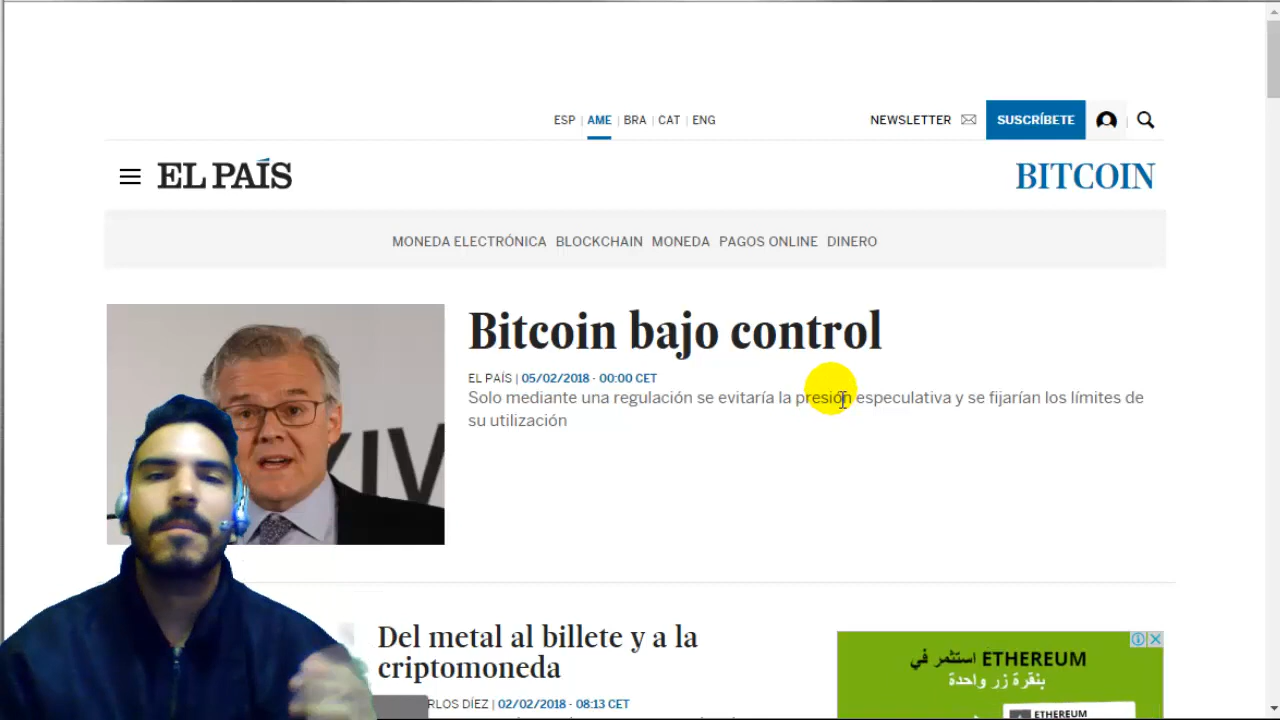 ESP | AME | BRA | CAT | ENG
NEWSLETTER
SUSCRÍBETE
EL PAÍS
BITCOIN
MONEDA ELECTRÓNICA BLOCKCHAIN MONEDA PAGOS ONLINE DINERO
Bitcoin bajo control
EL PAÍS | 05/02/2018 - 00:00 CET
Solo mediante una regulación se evitaría la presión especulativa y se fijarían los límites de
su utilización
Del metal al billete y a la
criptomoneda
RLOS DÍEZ | 02/02/2018 - 08:13 CET
استثمر في ETHEREUM
بنقرة زر واحدة
ETHEREUM